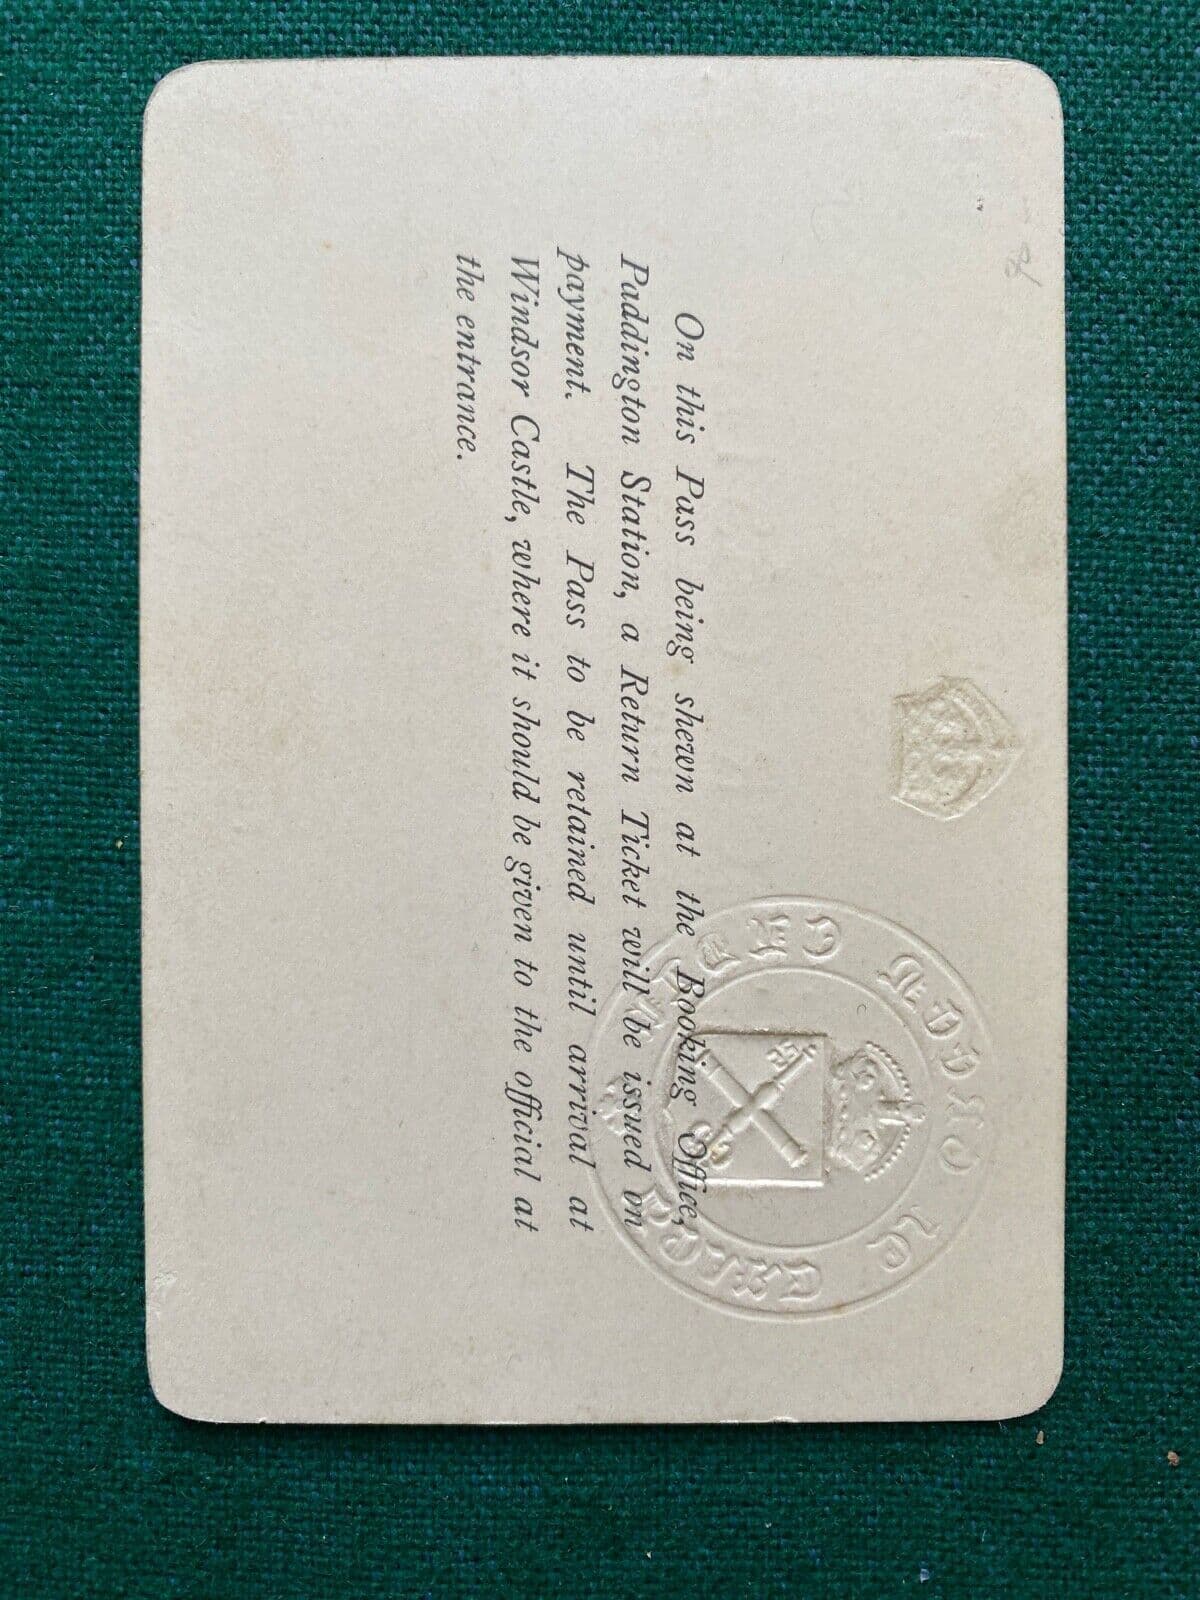 On this Pass being shewn at the Booking Office,
Paddington Station, a Return Ticket will be issued on
payment. The Pass to be retained until arrival at
Windsor Castle, where it should be given to the official at
the entrance.